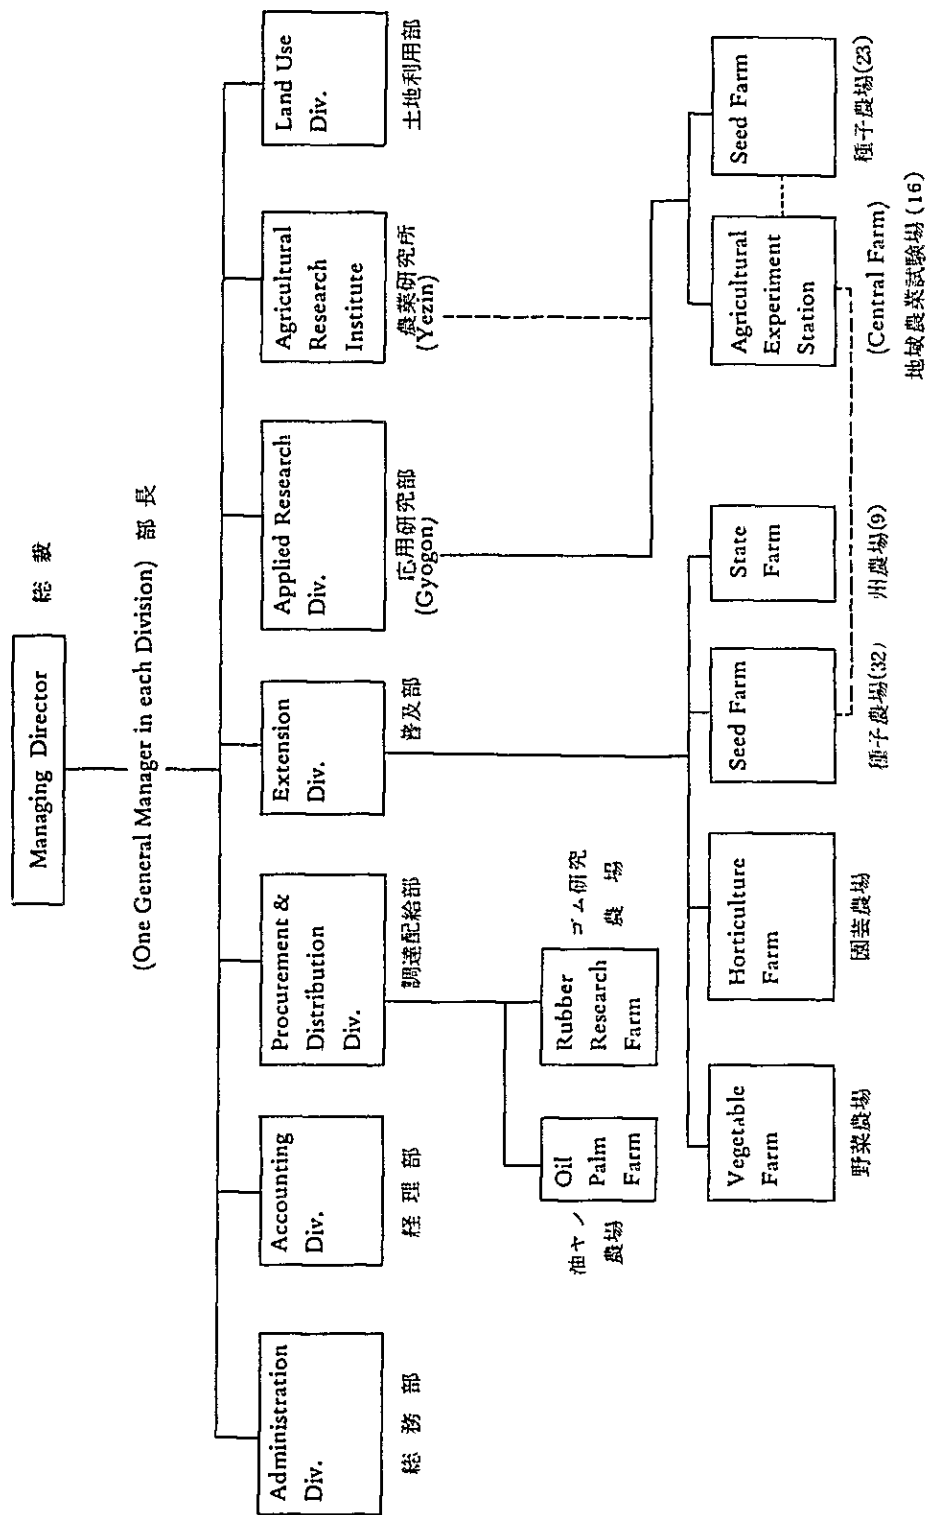 Managing Director
総 裁
(One General Manager in each Division) 部 長
Administration
Div.
総 務 部
Accounting
Div.
経 理 部
Procurement &
Distribution
Div.
調達配給部
Extension
Div.
普及部
Applied Research
Div.
応用研究部
(Gyogon)
Agricultural
Research
Institute
農業研究所
(Yezin)
Land Use
Div.
土地利用部
Oil
Palm
Farm
油ヤシ
農場
Rubber
Research
Farm
ゴム研究
農 場
Vegetable
Farm
野菜農場
Horticulture
Farm
園芸農場
Seed Farm
種子農場(32)
State
Farm
州農場(9)
Agricultural
Experiment
Station
(Central Farm)
地域農業試験場(16)
Seed Farm
種子農場(23)